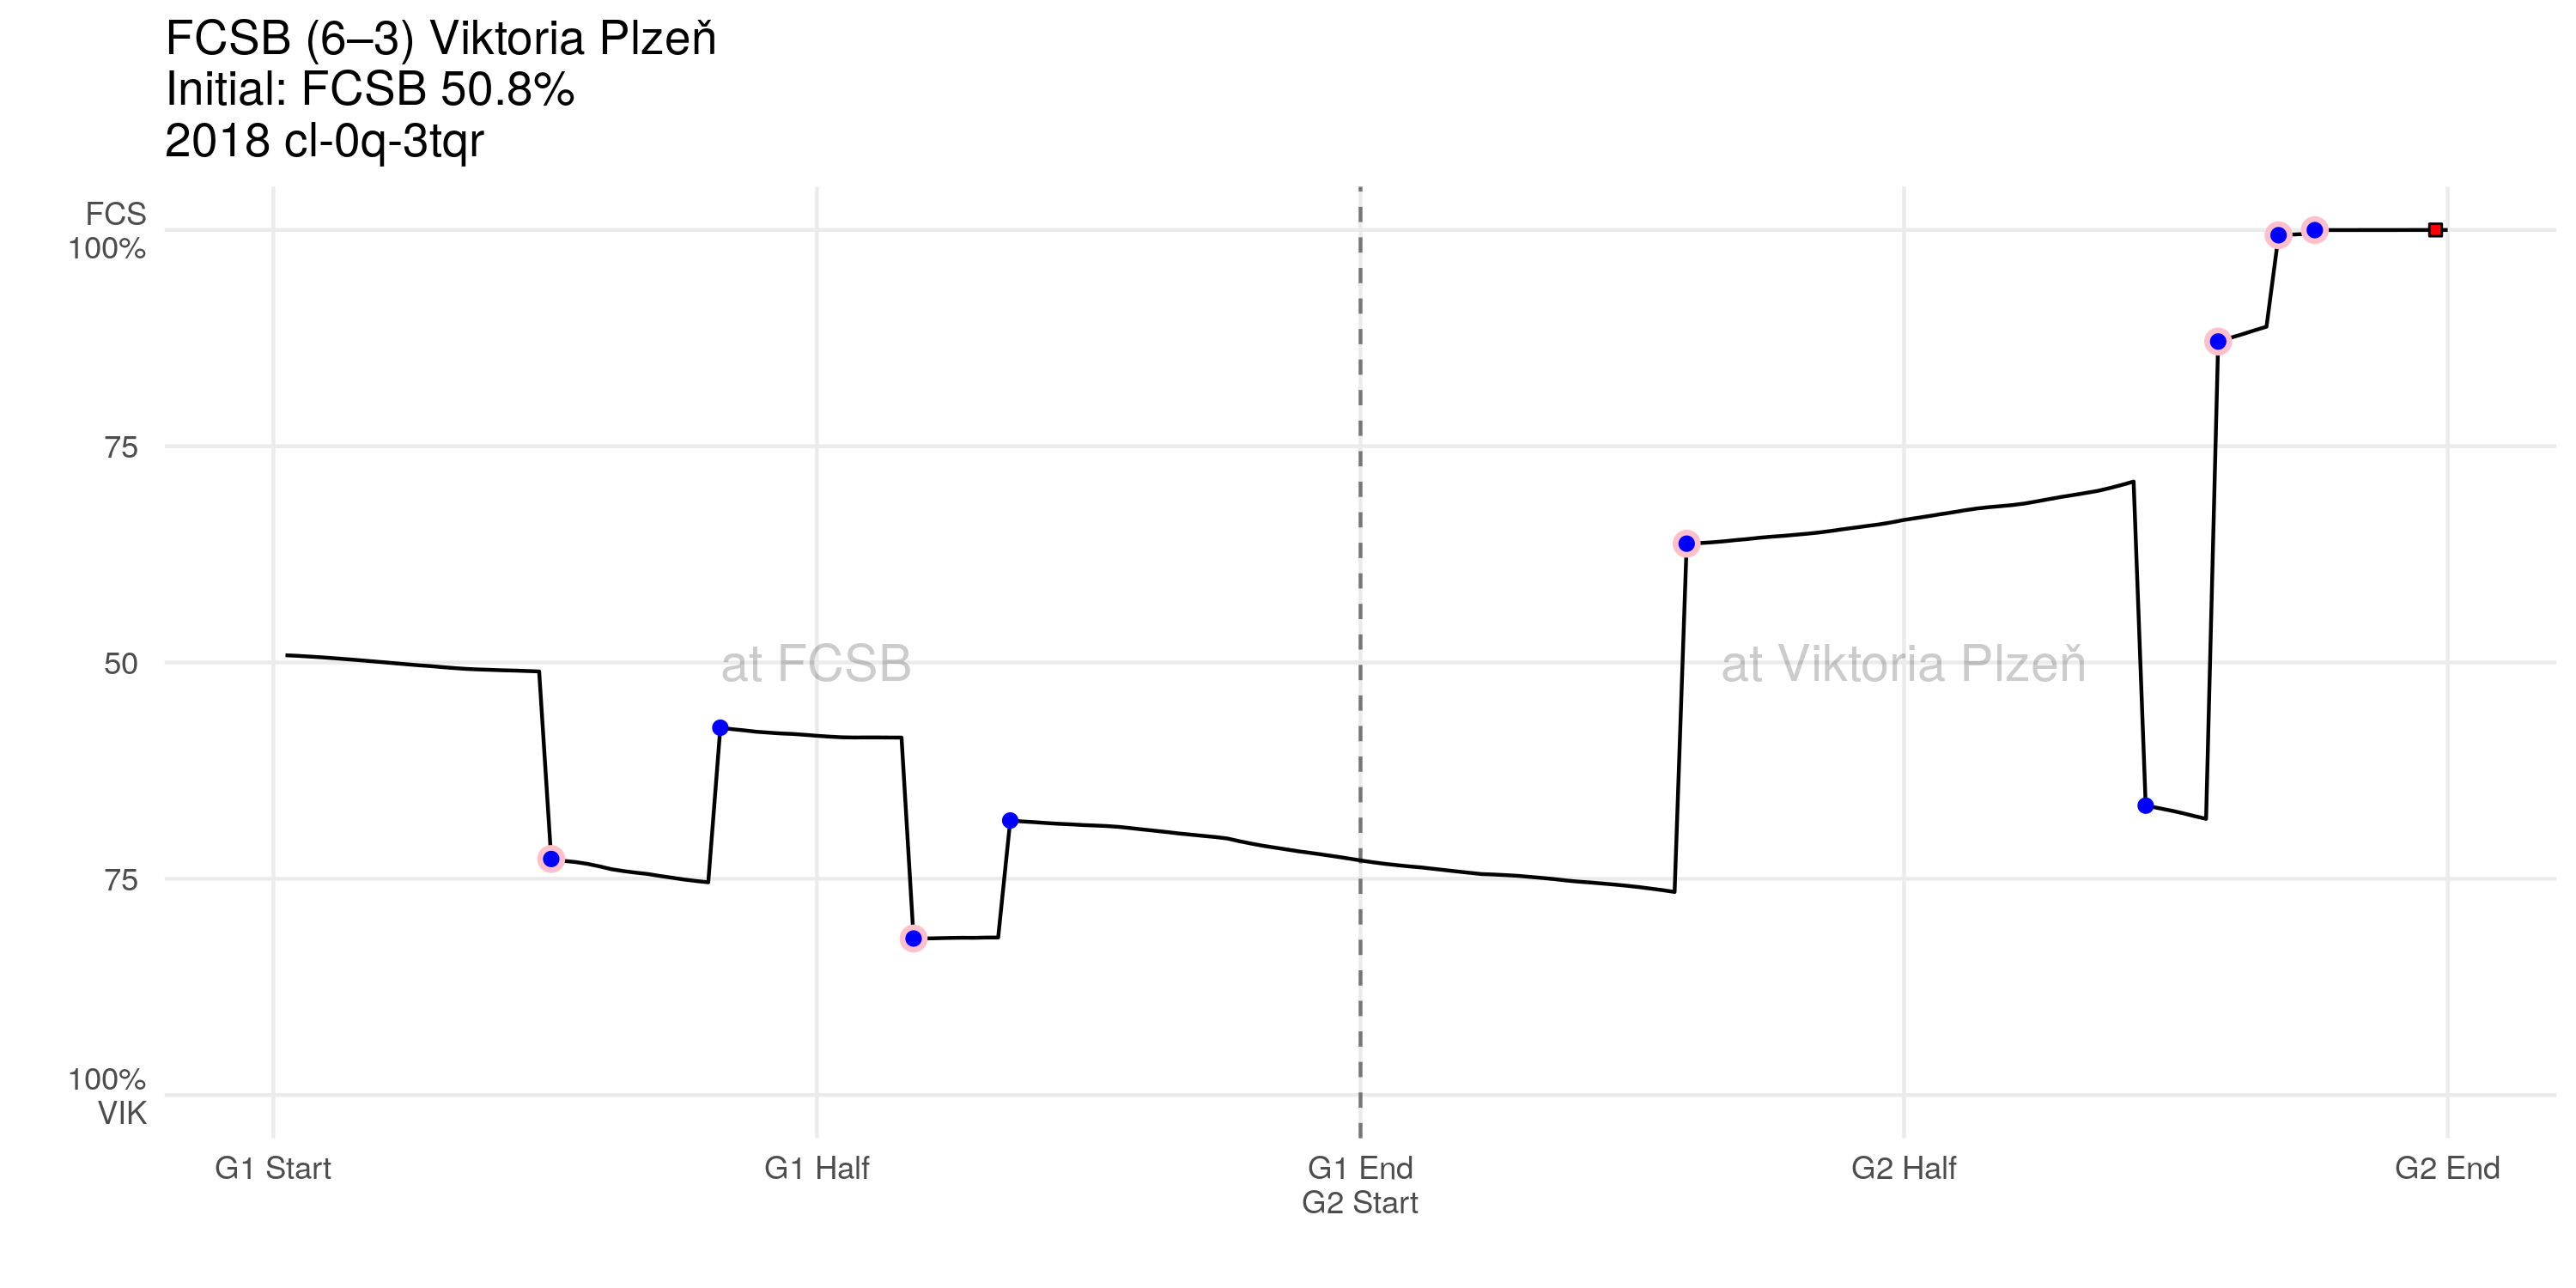 FCSB (6–3) Viktoria Plzeň
Initial: FCSB 50.8%
2018 cl-0q-3tqr
FCS
100%
75
50
75
100%
VIK
at FCSB
at Viktoria Plzeň
G1 Start
G1 Half
G1 End
G2 Start
G2 Half
G2 End